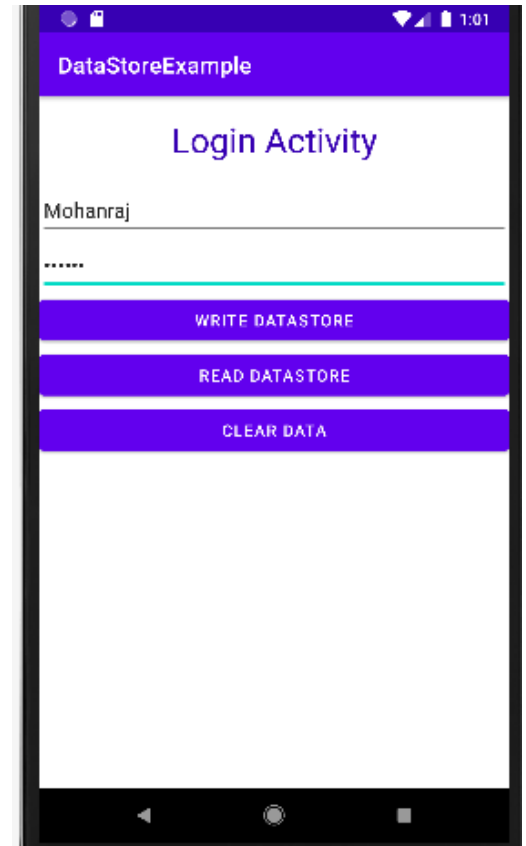 1:01
DataStoreExample
Login Activity
Mohanraj
••••••
WRITE DATASTORE
READ DATASTORE
CLEAR DATA